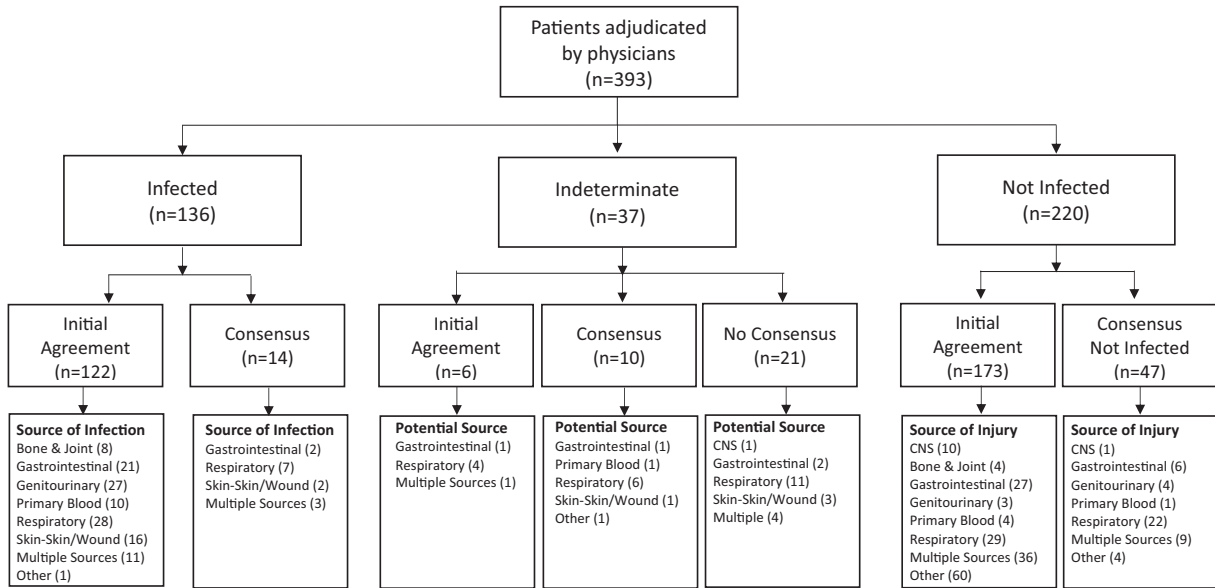 Patients adjudicated
by physicians
(n=393)
Infected
(n=136)
Indeterminate
(n=37)
Not Infected
(n=220)
Initial
Agreement
(n=122)
Consensus
(n=14)
Initial
Agreement
(n=6)
Consensus
(n=10)
No Consensus
(n=21)
Initial
Agreement
(n=173)
Consensus
Not Infected
(n=47)
Source of Infection
Bone & Joint (8)
Gastrointestinal (21)
Genitourinary (27)
Primary Blood (10)
Respiratory (28)
Skin-Skin/Wound (16)
Multiple Sources (11)
Other (1)
Source of Infection
Gastrointestinal (2)
Respiratory (7)
Skin-Skin/Wound (2)
Multiple Sources (3)
Potential Source
Gastrointestinal (1)
Respiratory (4)
Multiple Sources (1)
Potential Source
Gastrointestinal (1)
Primary Blood (1)
Respiratory (6)
Skin-Skin/Wound (1)
Other (1)
Potential Source
CNS (1)
Gastrointestinal (2)
Respiratory (11)
Skin-Skin/Wound (3)
Multiple (4)
Source of Injury
CNS (10)
Bone & Joint (4)
Gastrointestinal (27)
Genitourinary (3)
Primary Blood (4)
Respiratory (29)
Multiple Sources (36)
Other (60)
Source of Injury
CNS (1)
Gastrointestinal (6)
Genitourinary (4)
Primary Blood (1)
Respiratory (22)
Multiple Sources (9)
Other (4)